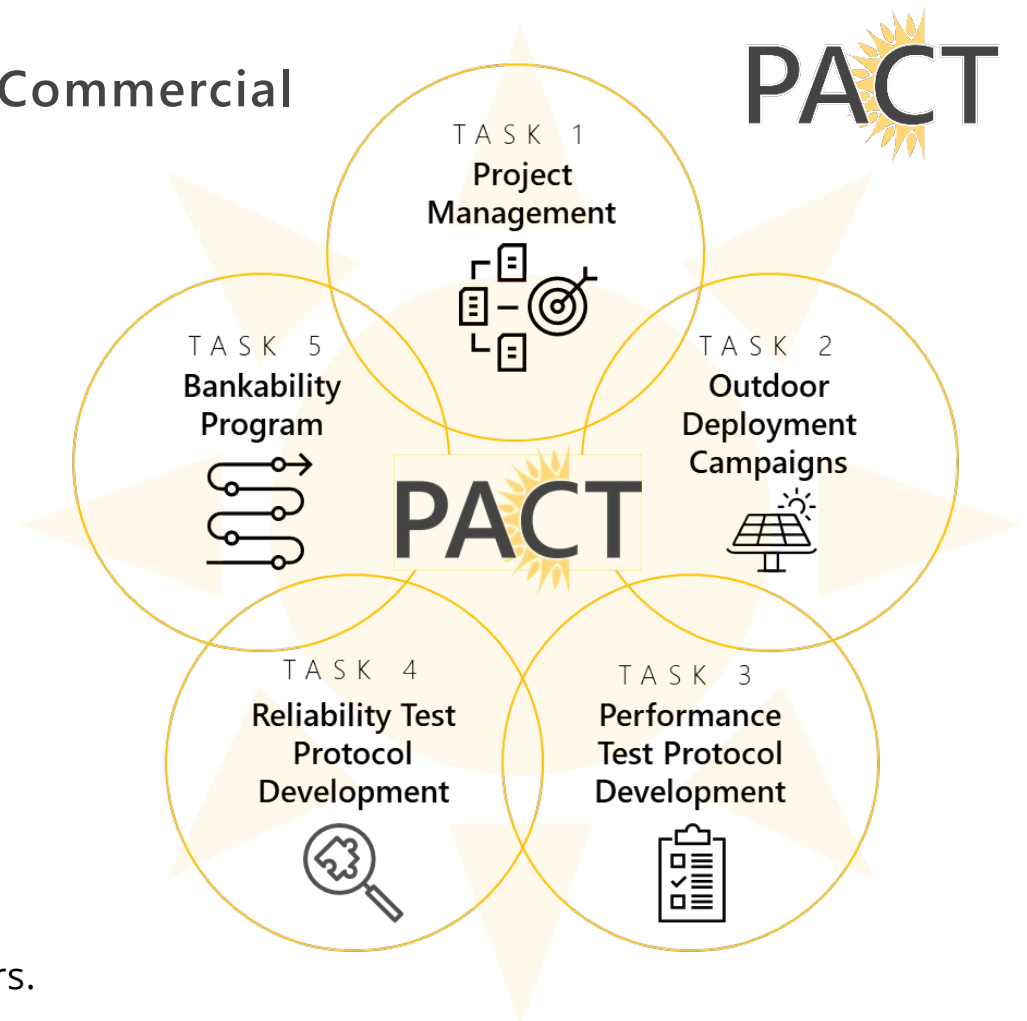 Commercial
PACT
TASK 1
Project
Management
TASK 5
Bankability
Program
TASK 2
Outdoor
Deployment
Campaigns
PACT
TASK 4
Reliability Test
Protocol
Development
TASK 3
Performance
Test Protocol
Development
rs.